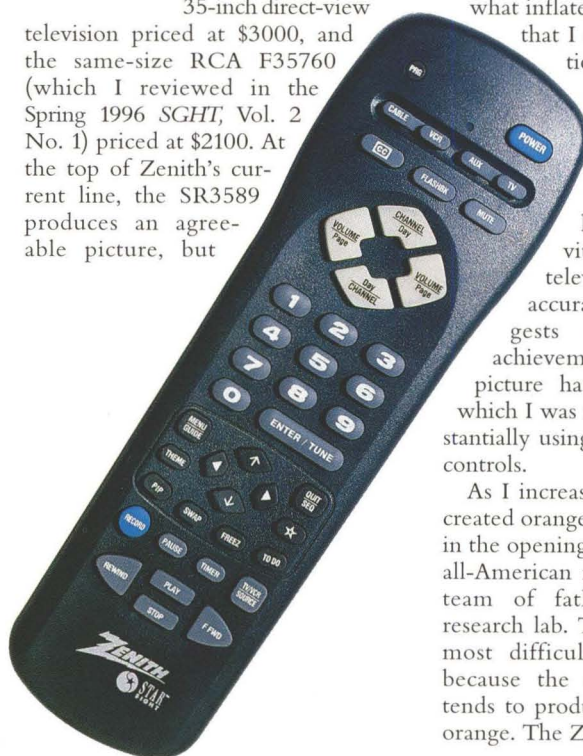 35-inch direct-view
television priced at $3000, and
the same-size RCA F35760
(which I reviewed in the
Spring 1996 SGHT, Vol. 2
No. 1) priced at $2100. At
the top of Zenith's cur-
rent line, the SR3589
produces an agree-
able picture, but
PRG
POWER
CABLE VCR AUX TV
CC FLASHBK MUTE
CHANNEL
Day
VOLUME
Page
VOLUME
Page
Day
CHANNEL
1 2 3
4 5 6
7 8 9
0 ENTER / TUNE
MENU
GUIDE
THEME
QUIT
SEQ
PIP SWAP FREEZ TO DO
RECORD PAUSE TIMER TV/VCR
SOURCE
REWIND PLAY F FWD
STOP
ZENITH
STAR
SIGHT
what inflate
that I
tic
vi
telev
accura
gests
achievem
picture ha
which I was
stantially using
controls.
As I increas
created orange
in the opening
all-American
team of fatl
research lab. T
most difficul
because the
tends to produ
orange. The Z